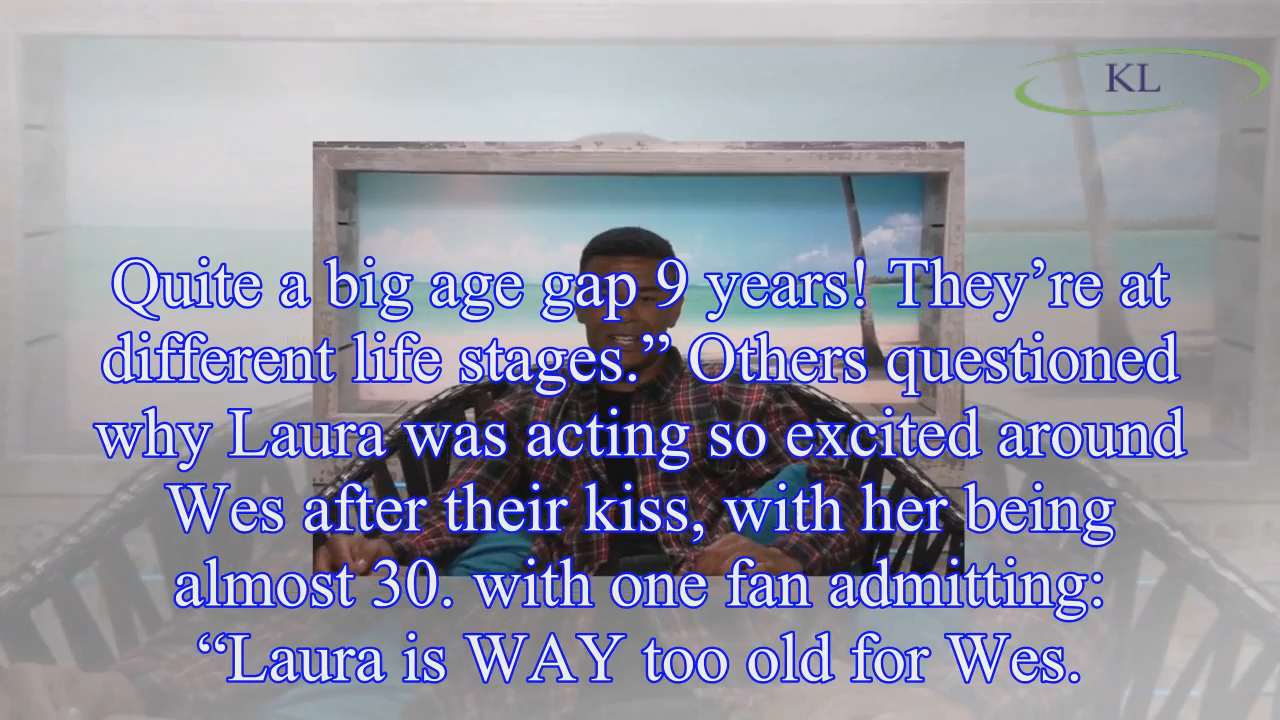 KL
Quite a big age gap 9 years! They’re at
different life stages.” Others questioned
why Laura was acting so excited around
Wes after their kiss, with her being
almost 30. with one fan admitting:
“Laura is WAY too old for Wes.